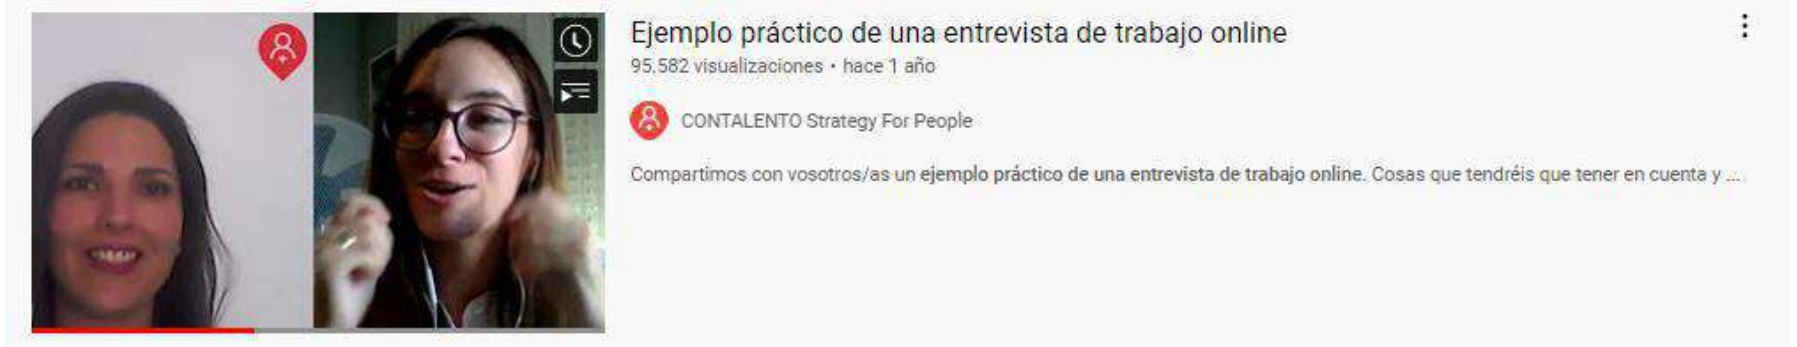 Ejemplo práctico de una entrevista de trabajo online
95.582 visualizaciones • hace 1 año
CONTALENTO Strategy For People
Compartimos con vosotros/as un ejemplo práctico de una entrevista de trabajo online. Cosas que tendréis que tener en cuenta y ...